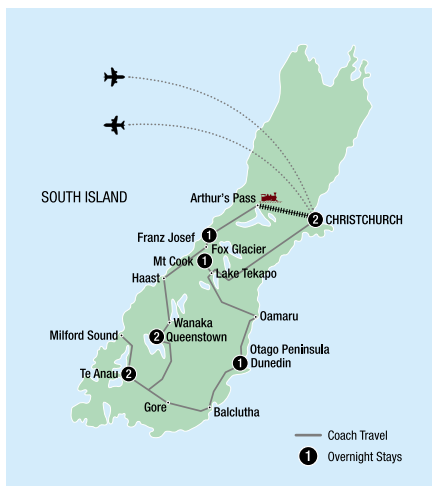 SOUTH ISLAND
Arthur's Pass
2 CHRISTCHURCH
Franz Josef 1
Fox Glacier
Mt Cook 1
Lake Tekapo
Haast
Oamaru
Wanaka
Milford Sound
2 Queenstown
Otago Peninsula
1 Dunedin
Te Anau 2
Gore
Balclutha
Coach Travel
1 Overnight Stays